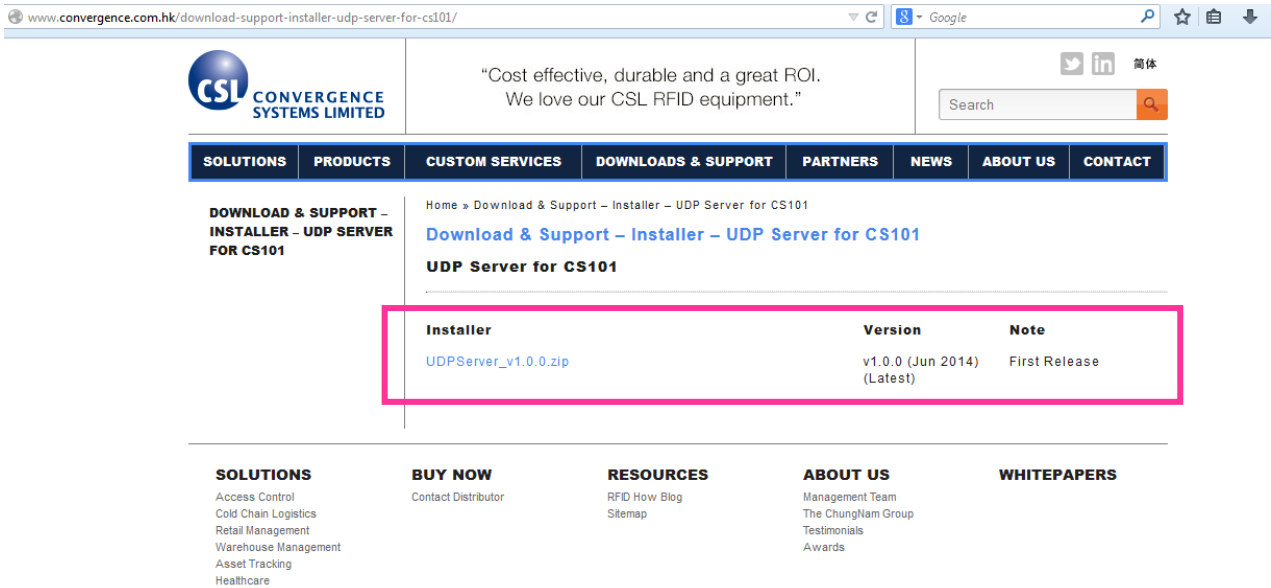 www.convergence.com.hk/download-support-installer-udp-server-for-cs101/
Google
CSL
CONVERGENCE
SYSTEMS LIMITED
“Cost effective, durable and a great ROI.
We love our CSL RFID equipment.”
in
简体
Search
SOLUTIONS PRODUCTS CUSTOM SERVICES DOWNLOADS & SUPPORT PARTNERS NEWS ABOUT US CONTACT
DOWNLOAD & SUPPORT –
INSTALLER – UDP SERVER
FOR CS101
Home » Download & Support – Installer – UDP Server for CS101
Download & Support – Installer – UDP Server for CS101
UDP Server for CS101
Installer Version Note
UDPServer_v1.0.0.zip v1.0.0 (Jun 2014) First Release
(Latest)
SOLUTIONS
Access Control
Cold Chain Logistics
Retail Management
Warehouse Management
Asset Tracking
Healthcare
BUY NOW
Contact Distributor
RESOURCES
RFID How Blog
Sitemap
ABOUT US
Management Team
The ChungNam Group
Testimonials
Awards
WHITEPAPERS